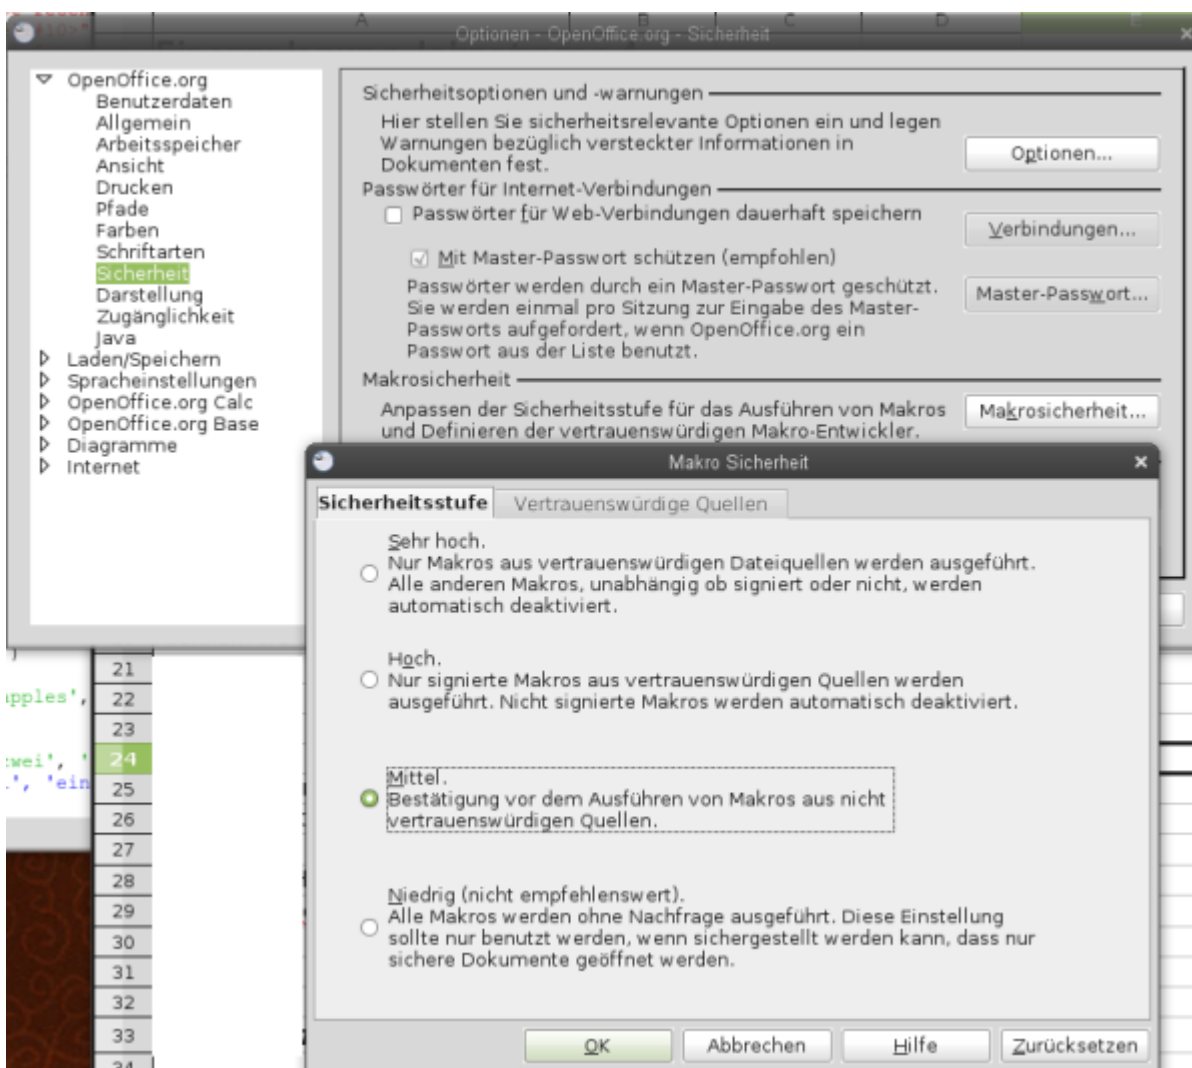 Optionen - OpenOffice.org - Sicherheit
OpenOffice.org
Benutzerdaten
Allgemein
Arbeitsspeicher
Ansicht
Drucken
Pfade
Farben
Schriftarten
Sicherheit
Darstellung
Zugänglichkeit
Java
Laden/Speichern
Spracheinstellungen
OpenOffice.org Calc
OpenOffice.org Base
Diagramme
Internet
Sicherheitsoptionen und -warnungen
Hier stellen Sie sicherheitsrelevante Optionen ein und legen
Warnungen bezüglich versteckter Informationen in
Dokumenten fest.
Optionen...
Passwörter für Internet-Verbindungen
Passwörter für Web-Verbindungen dauerhaft speichern
Verbindungen...
Mit Master-Passwort schützen (empfohlen)
Passwörter werden durch ein Master-Passwort geschützt.
Sie werden einmal pro Sitzung zur Eingabe des Master-
Passworts aufgefordert, wenn OpenOffice.org ein
Passwort aus der Liste benutzt.
Master-Passwort...
Makrosicherheit
Anpassen der Sicherheitsstufe für das Ausführen von Makros
und Definieren der vertrauenswürdigen Makro-Entwickler.
Makrosicherheit...
Makro Sicherheit
Sicherheitsstufe
Vertrauenswürdige Quellen
Sehr hoch.
Nur Makros aus vertrauenswürdigen Dateiquellen werden ausgeführt.
Alle anderen Makros, unabhängig ob signiert oder nicht, werden
automatisch deaktiviert.
Hoch.
Nur signierte Makros aus vertrauenswürdigen Quellen werden
ausgeführt. Nicht signierte Makros werden automatisch deaktiviert.
Mittel.
Bestätigung vor dem Ausführen von Makros aus nicht
vertrauenswürdigen Quellen.
Niedrig (nicht empfehlenswert).
Alle Makros werden ohne Nachfrage ausgeführt. Diese Einstellung
sollte nur benutzt werden, wenn sichergestellt werden kann, dass nur
sichere Dokumente geöffnet werden.
OK
Abbrechen
Hilfe
Zurücksetzen
A B C D E
21
22
23
24
25
26
27
28
29
30
31
32
33
34
pples',
zwei', '
', 'ein